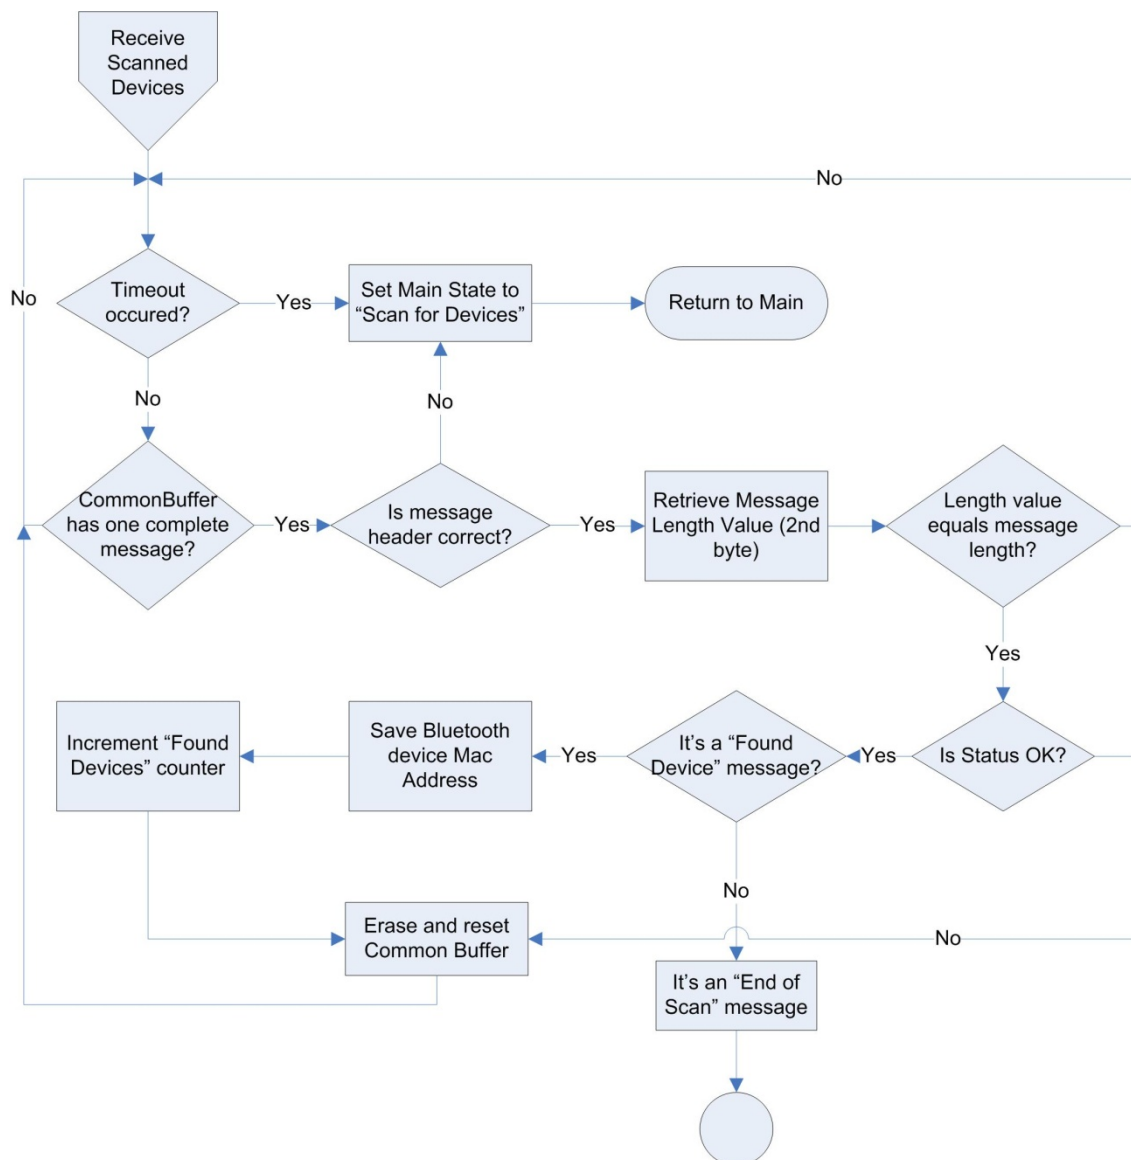 Receive
Scanned
Devices
No
No
Timeout
occured?
Yes
Set Main State to
“Scan for Devices”
Return to Main
No
No
CommonBuffer
has one complete
message?
Yes
Is message
header correct?
Yes
Retrieve Message
Length Value (2nd
byte)
Length value
equals message
length?
Yes
Increment “Found
Devices” counter
Save Bluetooth
device Mac
Address
Yes
It’s a “Found
Device” message?
Yes
Is Status OK?
No
Erase and reset
Common Buffer
No
It’s an “End of
Scan” message